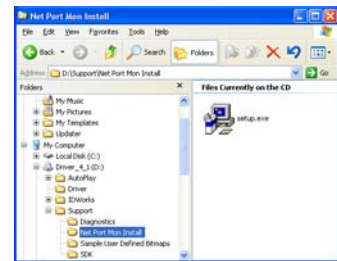 Net Port Mon Install
File Edit View Favorites Tools Help
Back Search Folders
Address D:\Support\Net Port Mon Install Go
Folders
Files Currently on the CD
My Music
My Pictures
My Templates
Updater
My Computer
Local Disk (C:)
Driver_4_1 (D:)
AutoPlay
Driver
IDWorks
Support
Diagnostics
Net Port Mon Install
Sample User Defined Bitmaps
SDK
setup.exe